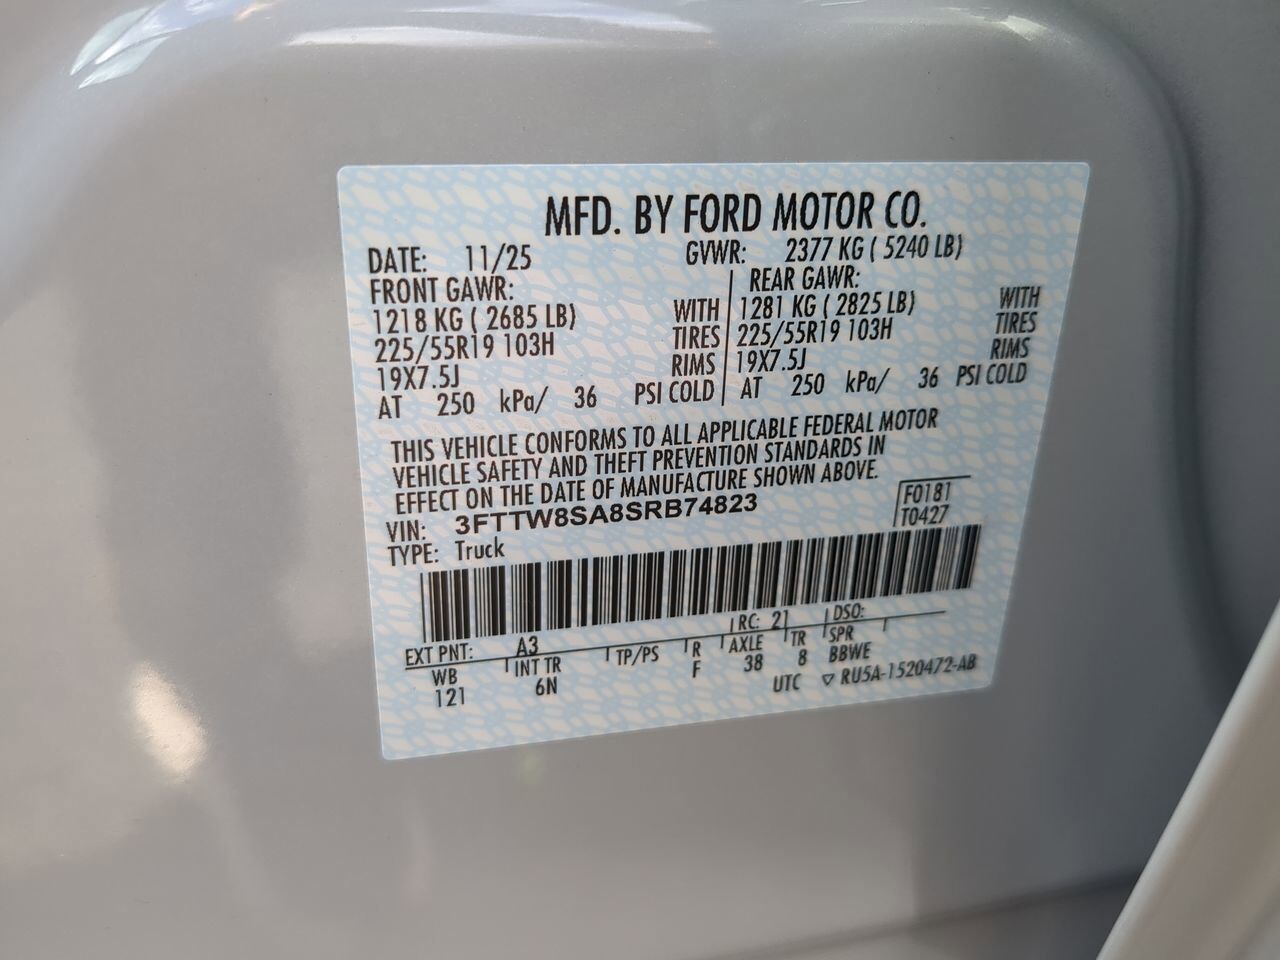 MFD. BY FORD MOTOR CO.
DATE: 11/25 GVWR: 2377 KG ( 5240 LB)
FRONT GAWR: REAR GAWR:
1218 KG ( 2685 LB) WITH 1281 KG ( 2825 LB) WITH
225/55R19 103H TIRES 225/55R19 103H TIRES
19X7.5J RIMS 19X7.5J RIMS
AT 250 kPa/ 36 PSI COLD AT 250 kPa/ 36 PSI COLD
THIS VEHICLE CONFORMS TO ALL APPLICABLE FEDERAL MOTOR
VEHICLE SAFETY AND THEFT PREVENTION STANDARDS IN
EFFECT ON THE DATE OF MANUFACTURE SHOWN ABOVE.
VIN: 3FTTW8SA8SRB74823 F0181
TYPE: Truck T0427
EXT PNT: A3 RC: 21 DSO:
WB INT TR TP/PS R AXLE TR SPR
121 6N F 38 8 BBWE
UTC ▽ RU5A-1520472-AB